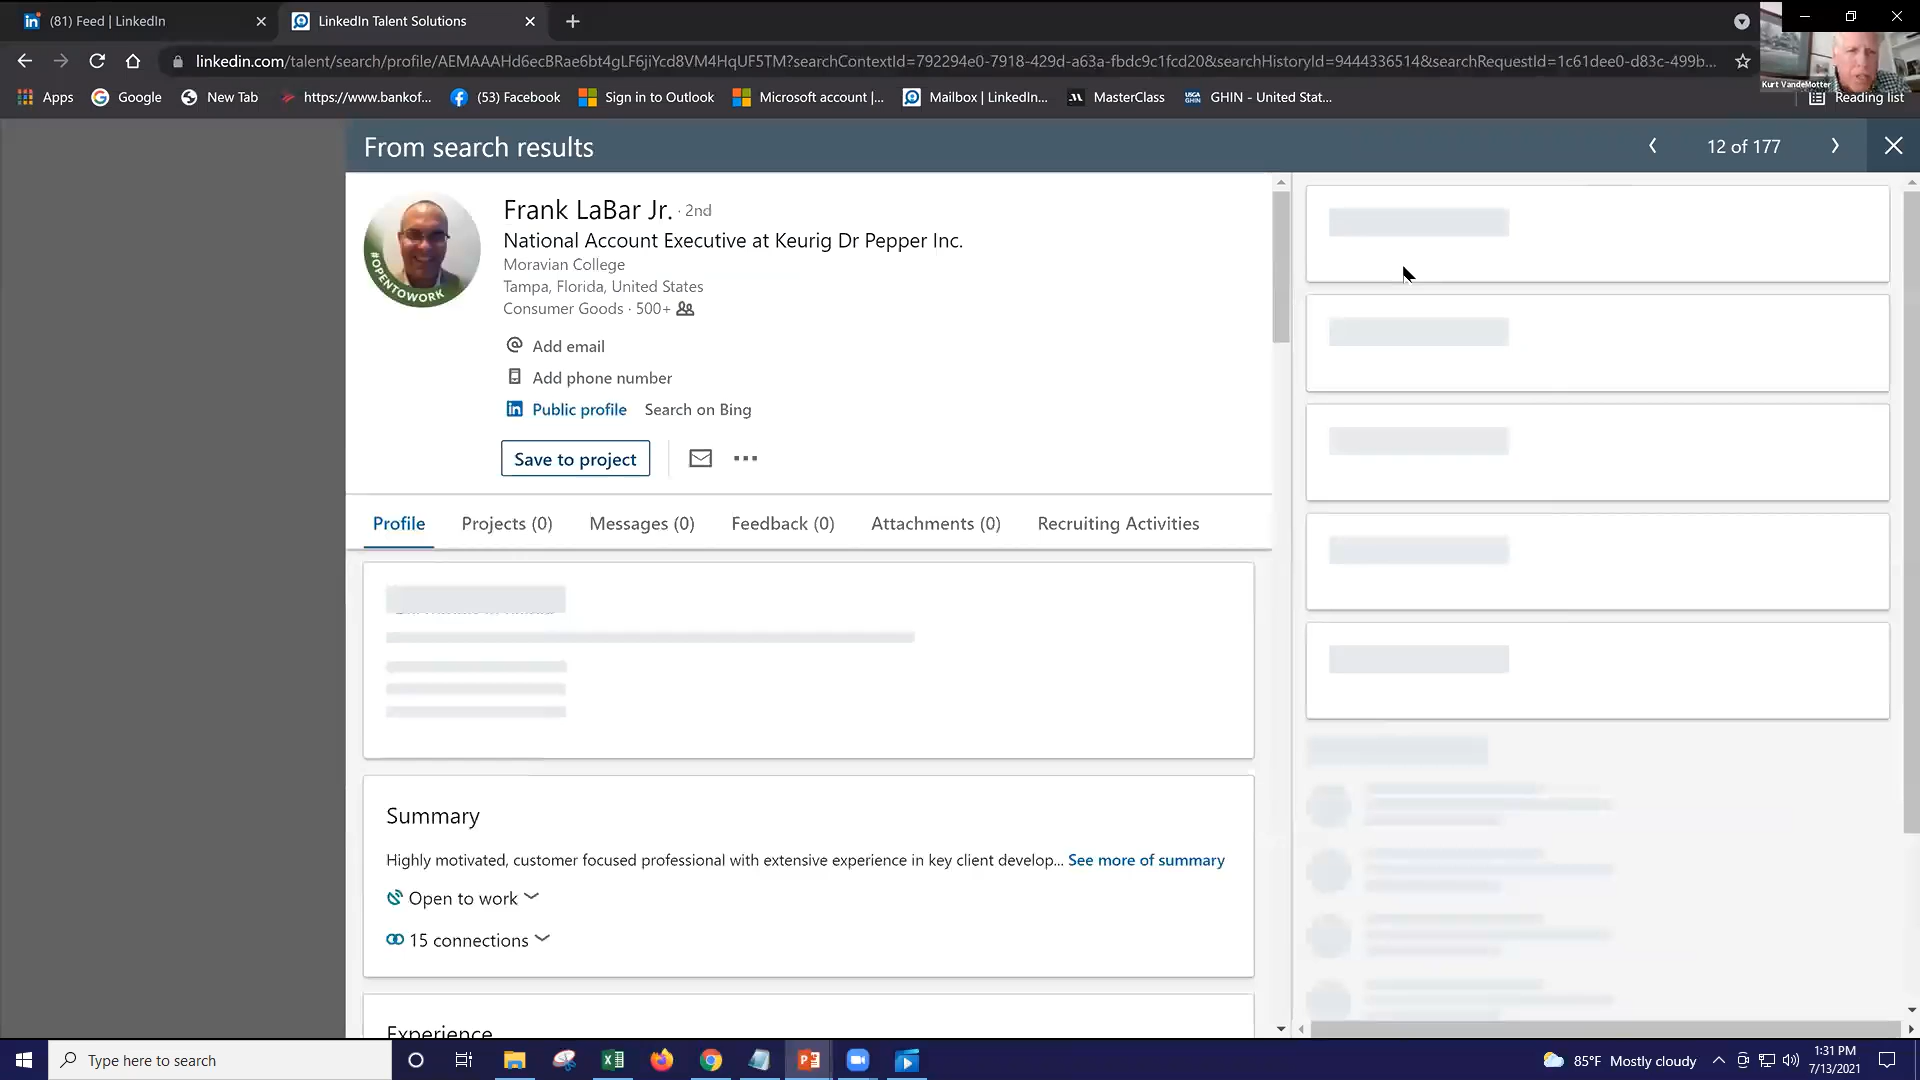 (81) Feed | LinkedIn
LinkedIn Talent Solutions
linkedin.com/talent/search/profile/AEMAAAHd6ecBRae6bt4gLF6jiYcd8VM4HqUF5TM?searchContextId=792294e0-7918-429d-a63a-fbdc9c1fcd20&searchHistoryId=9444336514&searchRequestId=1c61dee0-d83c-499b...
Kurt VandeMotter
Apps
Google
New Tab
https://www.bankof...
(53) Facebook
Sign in to Outlook
Microsoft account |...
Mailbox | LinkedIn...
MasterClass
GHIN - United Stat...
Reading list
From search results
12 of 177
Frank LaBar Jr. · 2nd
National Account Executive at Keurig Dr Pepper Inc.
Moravian College
Tampa, Florida, United States
Consumer Goods · 500+
#OPENTOWORK
Add email
Add phone number
Public profile
Search on Bing
Save to project
Profile
Projects (0)
Messages (0)
Feedback (0)
Attachments (0)
Recruiting Activities
Summary
Highly motivated, customer focused professional with extensive experience in key client develop... See more of summary
Open to work
15 connections
Experience
Type here to search
85°F Mostly cloudy
1:31 PM
7/13/2021